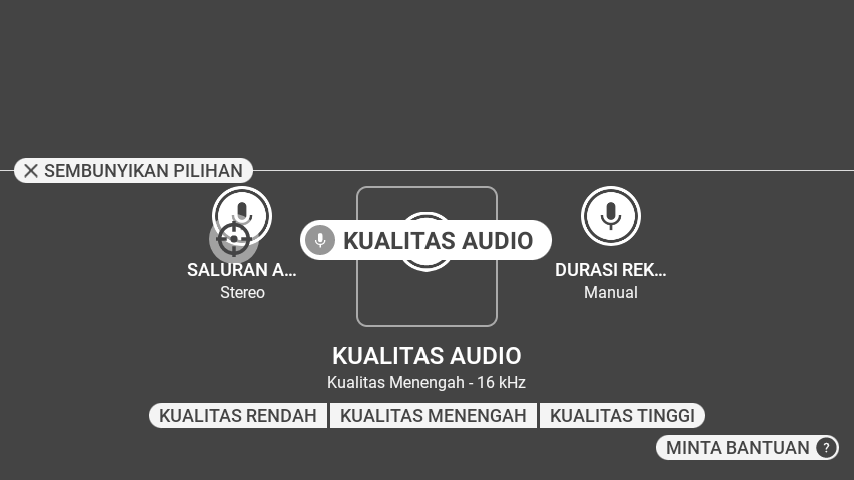 SEMBUNYIKAN PILIHAN
KUALITAS AUDIO
SALURAN A...
Stereo
DURASI REK...
Manual
KUALITAS AUDIO
Kualitas Menengah - 16 kHz
KUALITAS RENDAH
KUALITAS MENENGAH
KUALITAS TINGGI
MINTA BANTUAN ?